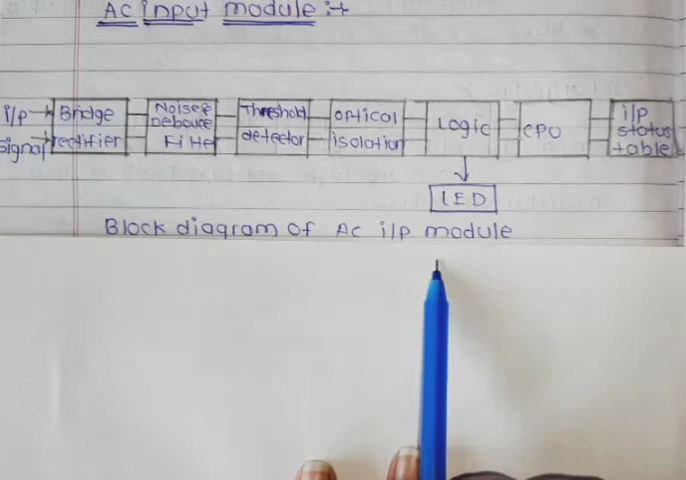 AC input module :→
i/p
signal
Bridge
rectifier
Noise &
Debouce
Filter
Threshold
detector
optical
isolation
Logic
CPU
i/p
status
table
LED
Block diagram of AC i/p module